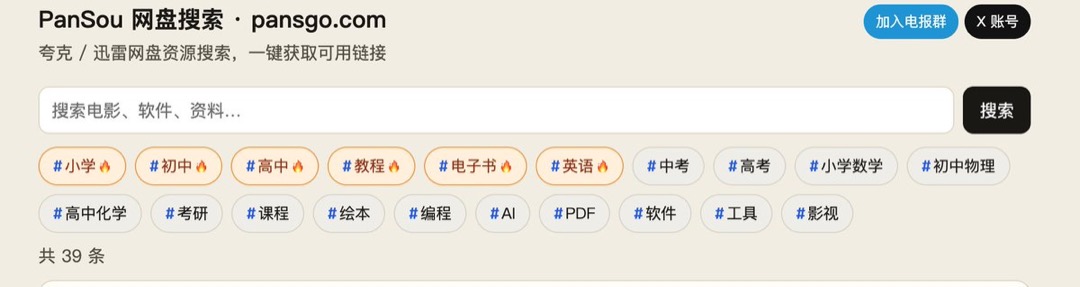 PanSou 网盘搜索 · pansgo.com
加入电报群
X 账号
夸克 / 迅雷网盘资源搜索，一键获取可用链接
搜索电影、软件、资料...
搜索
#小学🔥 #初中🔥 #高中🔥 #教程🔥 #电子书🔥 #英语🔥 #中考 #高考 #小学数学 #初中物理
#高中化学 #考研 #课程 #绘本 #编程 #AI #PDF #软件 #工具 #影视
共 39 条